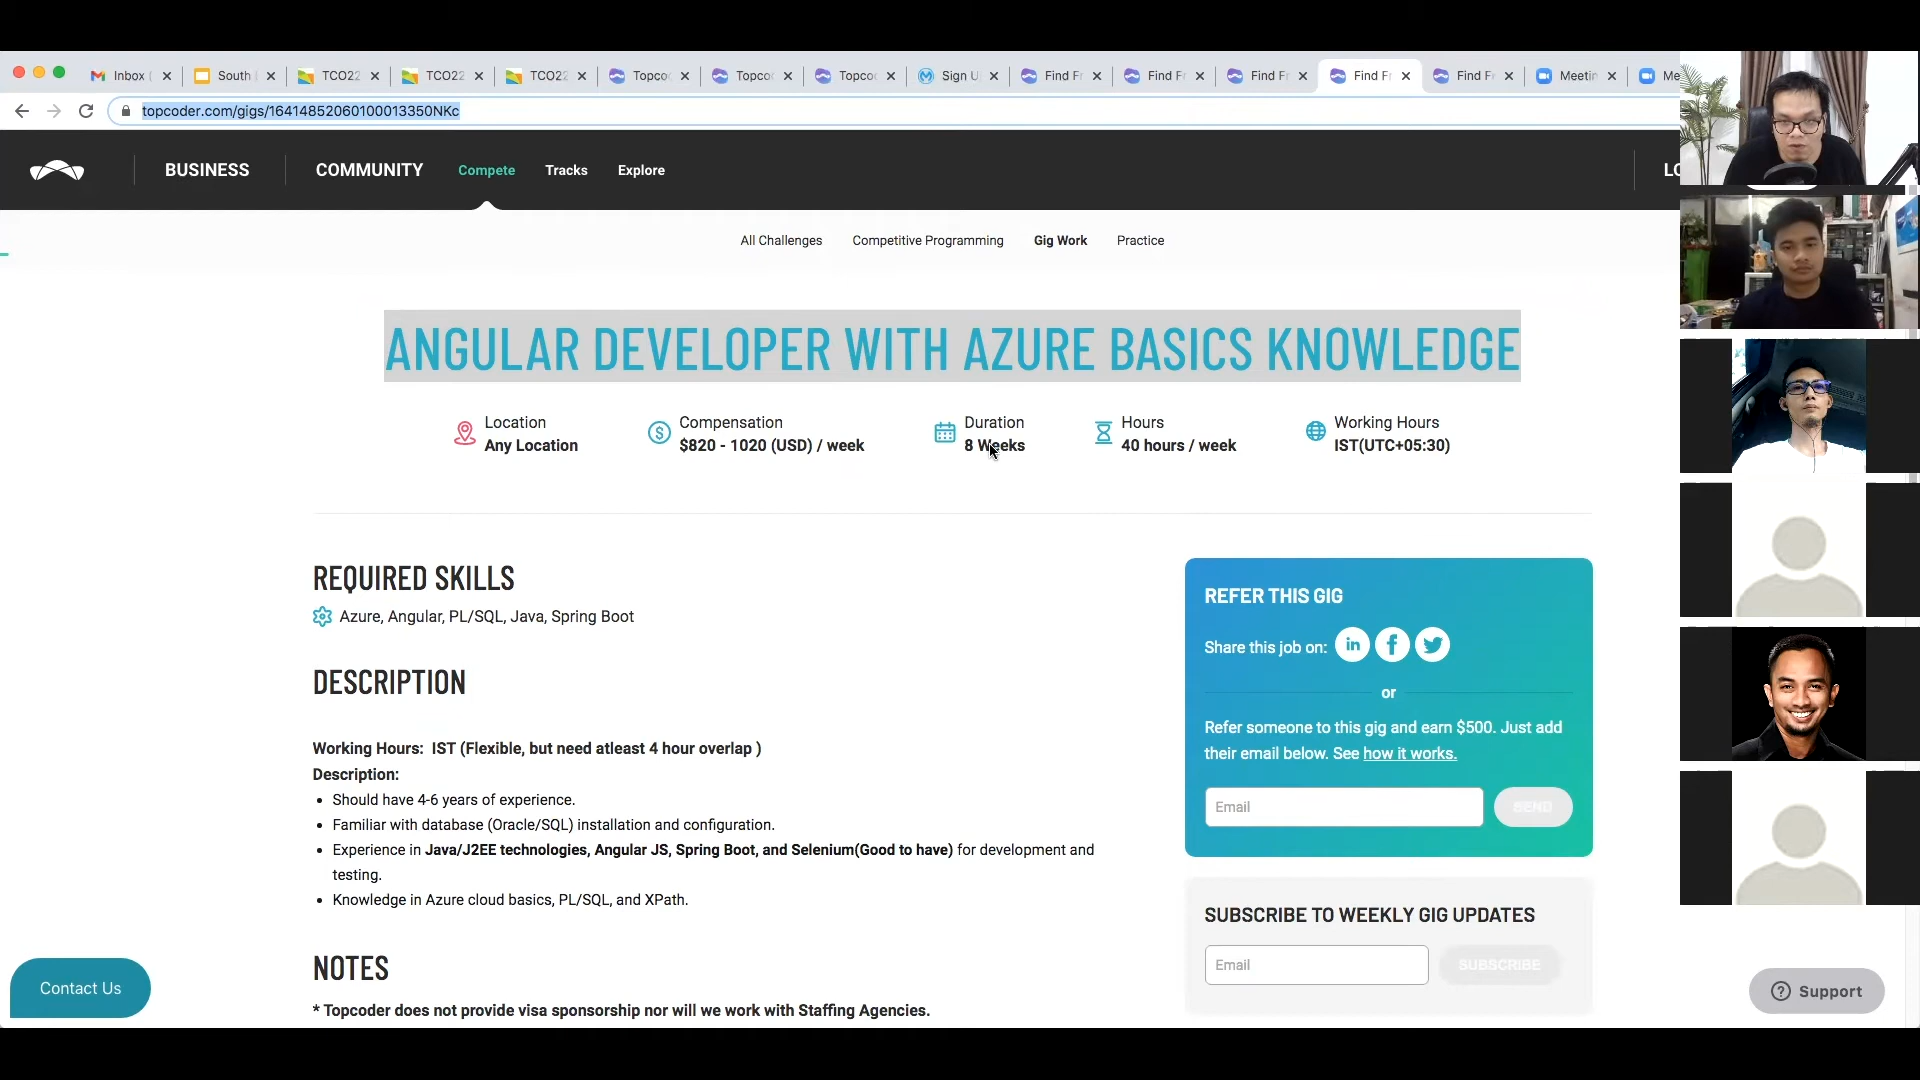 Inbox (
South
TCO22
TCO22
TCO22
Topco
Topco
Topco
Sign U
Find Fr
Find Fr
Find Fr
Find Fr
Find Fr
Meetin
Me
topcoder.com/gigs/16414852060100013350NKc
BUSINESS
COMMUNITY
Compete
Tracks
Explore
LO
All Challenges
Competitive Programming
Gig Work
Practice
ANGULAR DEVELOPER WITH AZURE BASICS KNOWLEDGE
Location
Any Location
Compensation
$820 - 1020 (USD) / week
Duration
8 Weeks
Hours
40 hours / week
Working Hours
IST(UTC+05:30)
REQUIRED SKILLS
Azure, Angular, PL/SQL, Java, Spring Boot
DESCRIPTION
Working Hours: IST (Flexible, but need atleast 4 hour overlap )
Description:
• Should have 4-6 years of experience.
• Familiar with database (Oracle/SQL) installation and configuration.
• Experience in Java/J2EE technologies, Angular JS, Spring Boot, and Selenium(Good to have) for development and
testing.
• Knowledge in Azure cloud basics, PL/SQL, and XPath.
NOTES
* Topcoder does not provide visa sponsorship nor will we work with Staffing Agencies.
REFER THIS GIG
Share this job on:
or
Refer someone to this gig and earn $500. Just add
their email below. See how it works.
Email
SEND
SUBSCRIBE TO WEEKLY GIG UPDATES
Email
SUBSCRIBE
Contact Us
Support